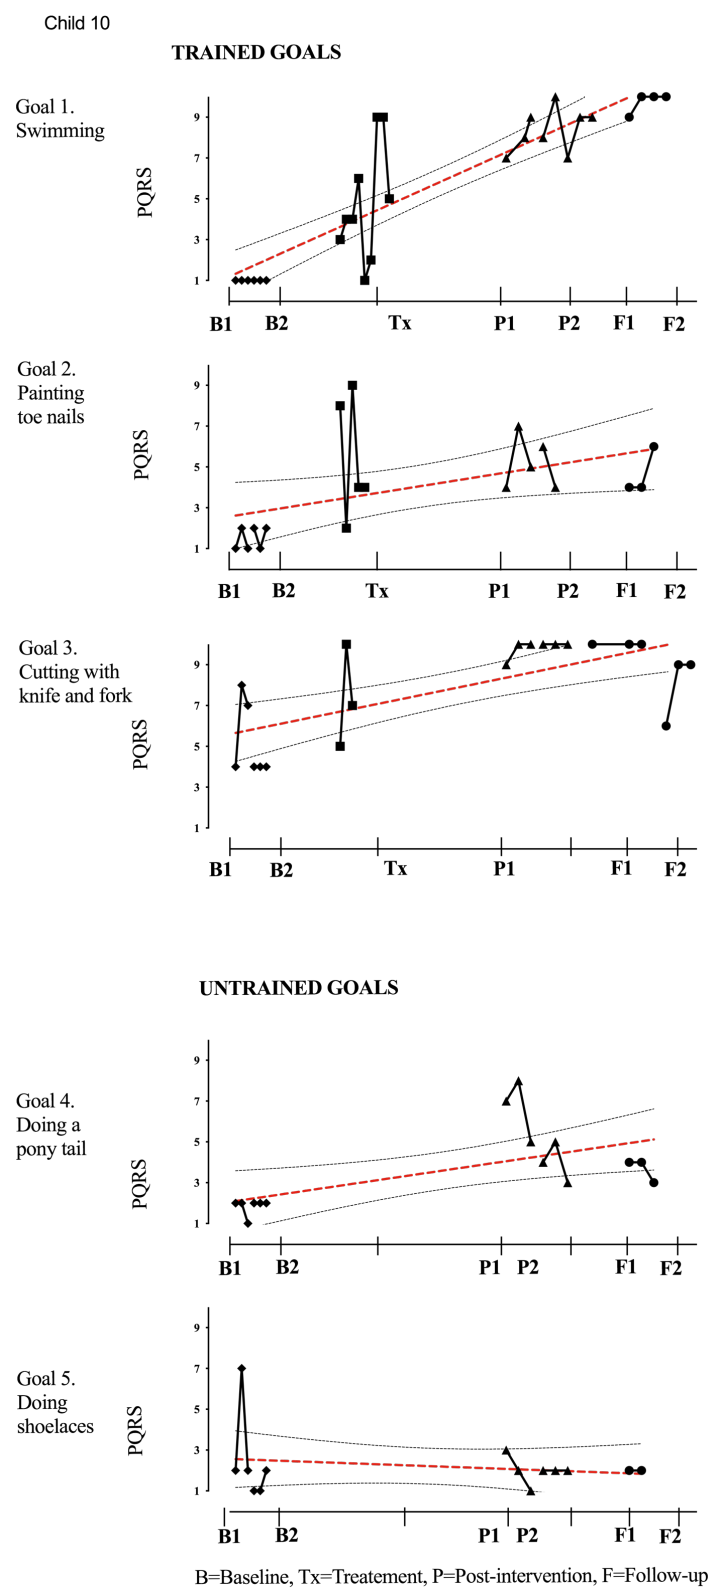 Child 10
TRAINED GOALS
Goal 1.
Swimming
PQRS
9
7
5
3
1
B1 B2 Tx P1 P2 F1 F2
Goal 2.
Painting
toe nails
PQRS
9
7
5
3
1
B1 B2 Tx P1 P2 F1 F2
Goal 3.
Cutting with
knife and fork
PQRS
9
7
5
3
1
B1 B2 Tx P1 F1 F2
UNTRAINED GOALS
Goal 4.
Doing a
pony tail
PQRS
9
7
5
3
1
B1 B2 P1 P2 F1 F2
Goal 5.
Doing
shoelaces
PQRS
9
7
5
3
1
B1 B2 P1 P2 F1 F2
B=Baseline, Tx=Treatement, P=Post-intervention, F=Follow-up